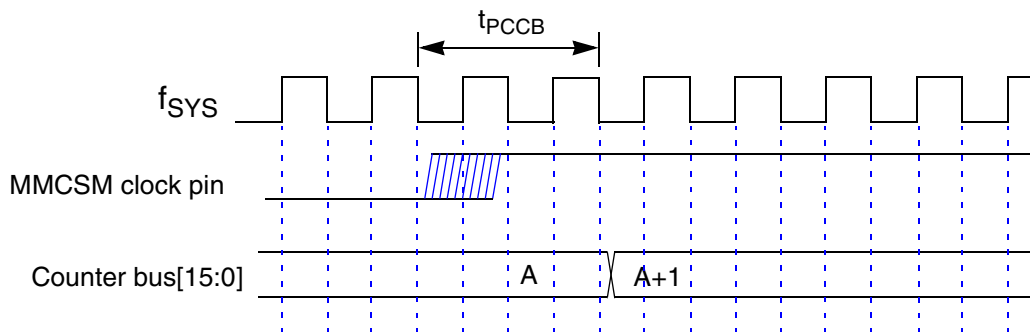 tPCCB
fSYS
MMCSM clock pin
Counter bus[15:0]
A
A+1